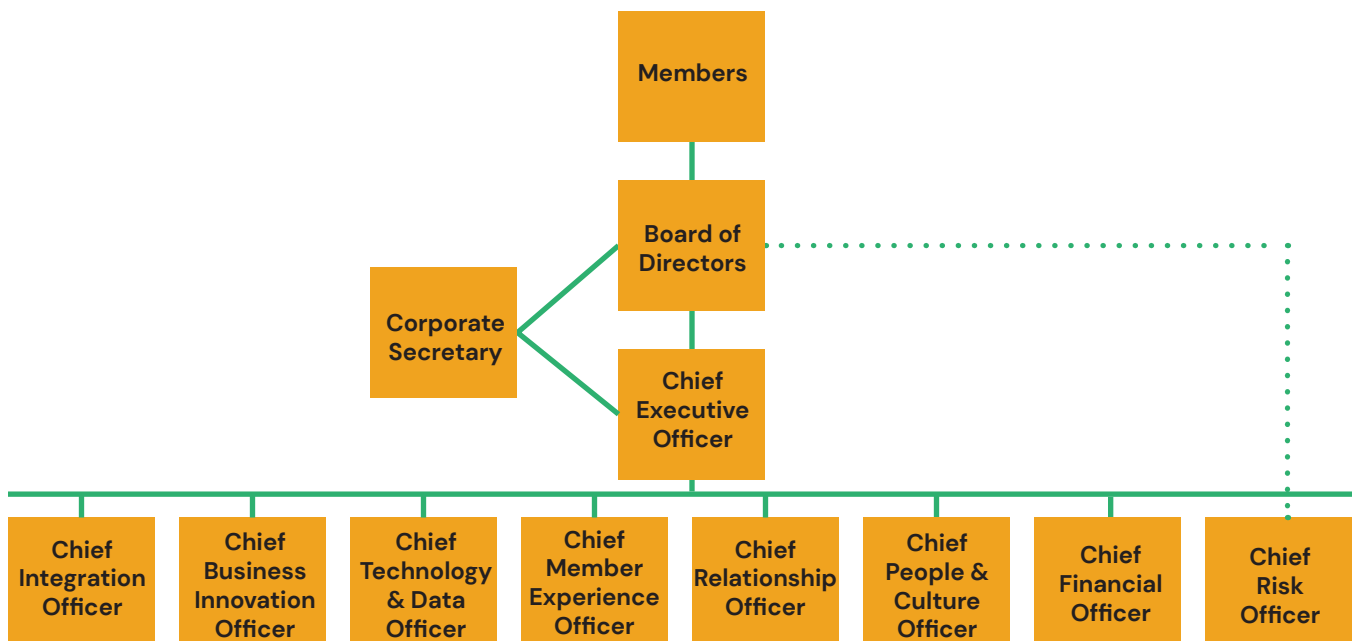 Members
Board of
Directors
Corporate
Secretary
Chief
Executive
Officer
Chief
Integration
Officer
Chief
Business
Innovation
Officer
Chief
Technology
& Data
Officer
Chief
Member
Experience
Officer
Chief
Relationship
Officer
Chief
People &
Culture
Officer
Chief
Financial
Officer
Chief
Risk
Officer